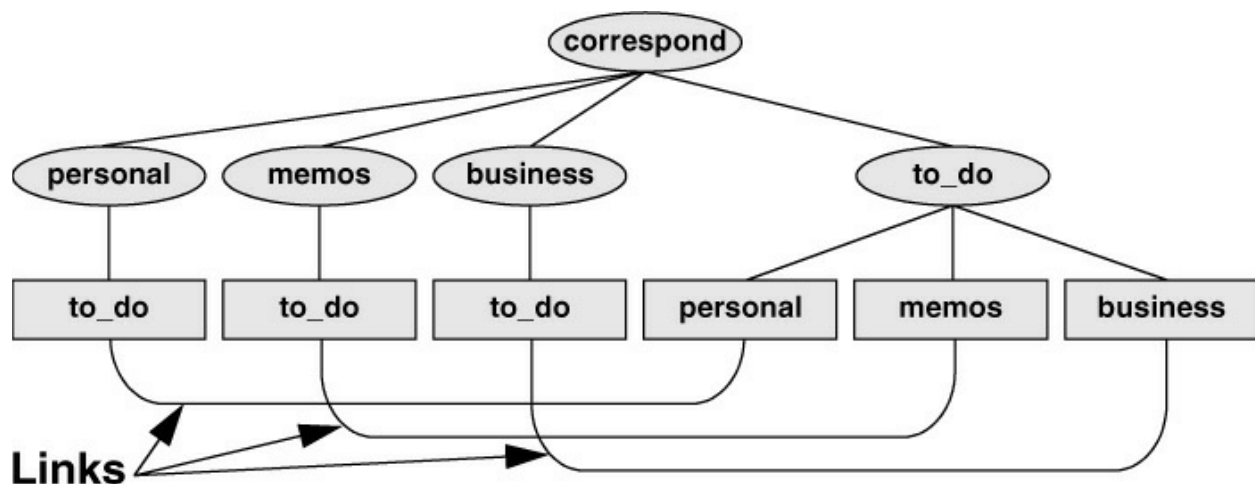 correspond
personal memos business to_do
to_do to_do to_do personal memos business
Links